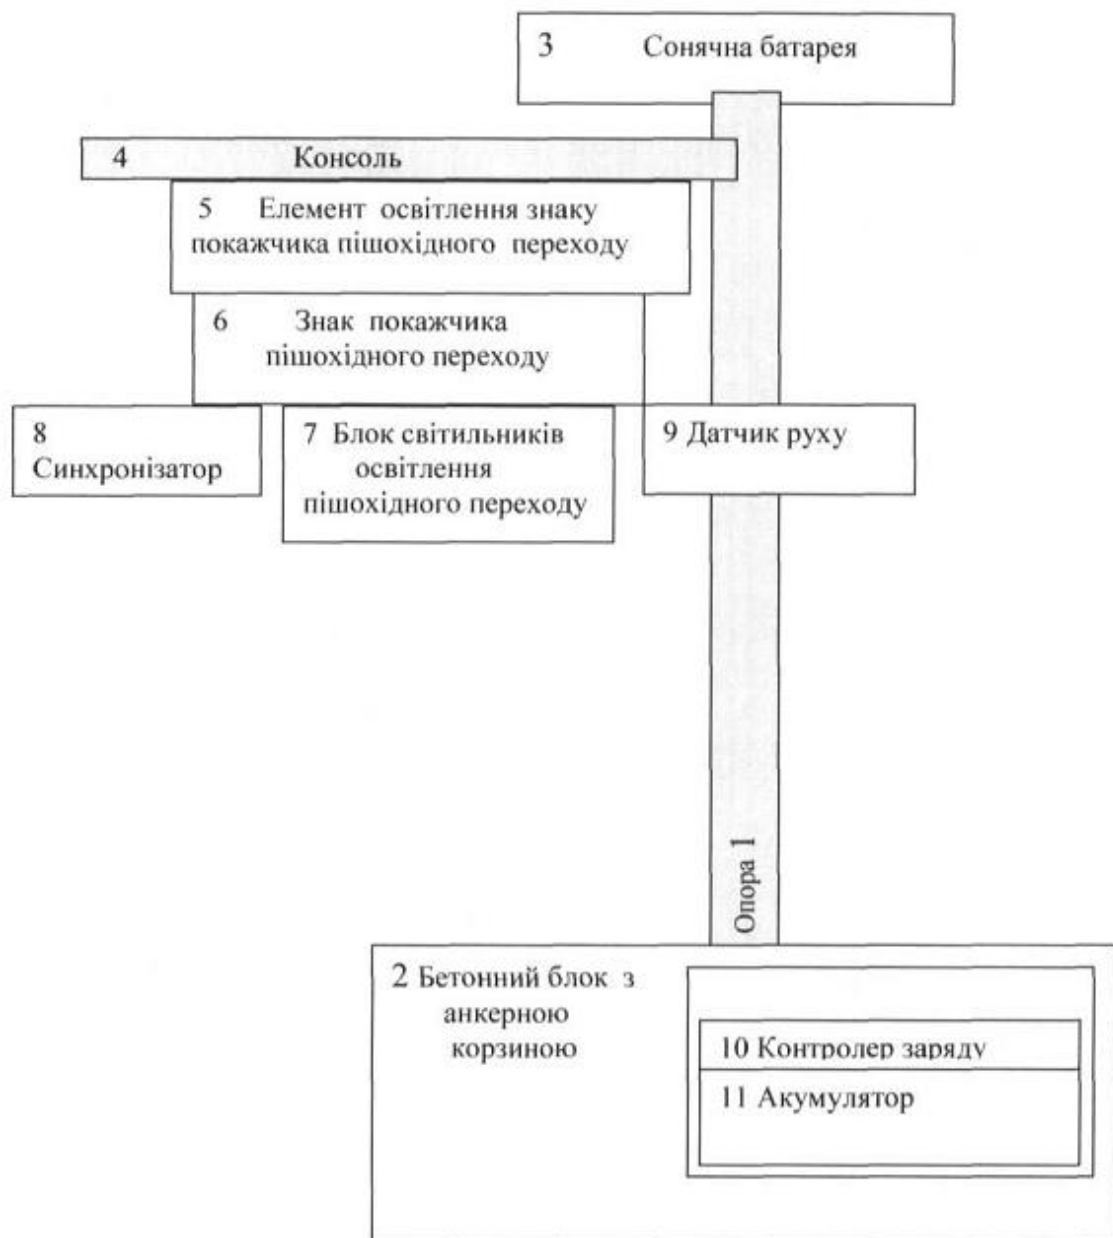 3 Сонячна батарея
4 Консоль
5 Елемент освітлення знаку
покажчика пішохідного переходу
6 Знак покажчика
пішохідного переходу
8
Синхронізатор
7 Блок світильників
освітлення
пішохідного переходу
9 Датчик руху
Опора 1
2 Бетонний блок з
анкерною
корзиною
10 Контролер заряду
11 Акумулятор